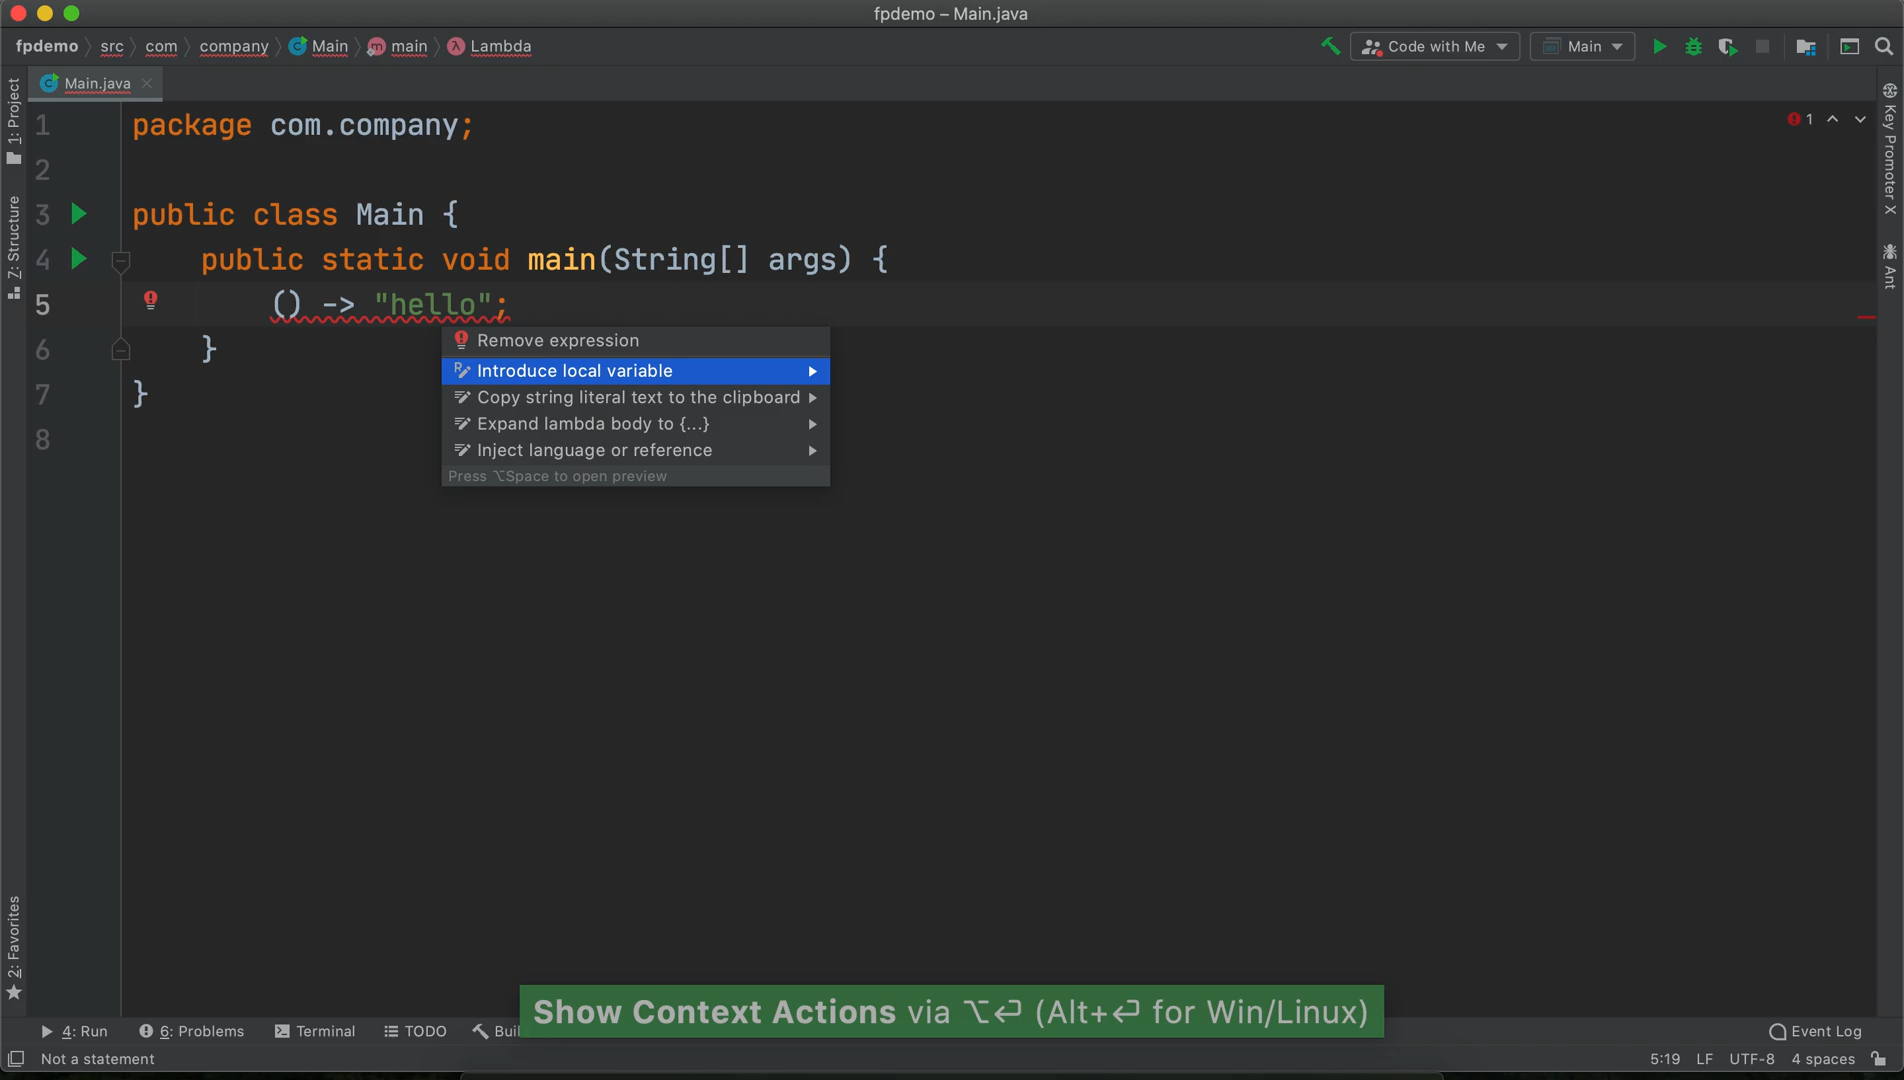 fpdemo – Main.java
fpdemo src com company Main main Lambda
Code with Me
Main
Main.java
1: Project
7: Structure
2: Favorites
Key Promoter X
Ant
1
1 package com.company;
2
3 public class Main {
4 public static void main(String[] args) {
5 () -> "hello";
6 }
7 }
8
Remove expression
Introduce local variable
Copy string literal text to the clipboard
Expand lambda body to {...}
Inject language or reference
Press ⌥Space to open preview
Show Context Actions via ⌥⏎ (Alt+⏎ for Win/Linux)
4: Run 6: Problems Terminal TODO Buil
Event Log
Not a statement
5:19 LF UTF-8 4 spaces